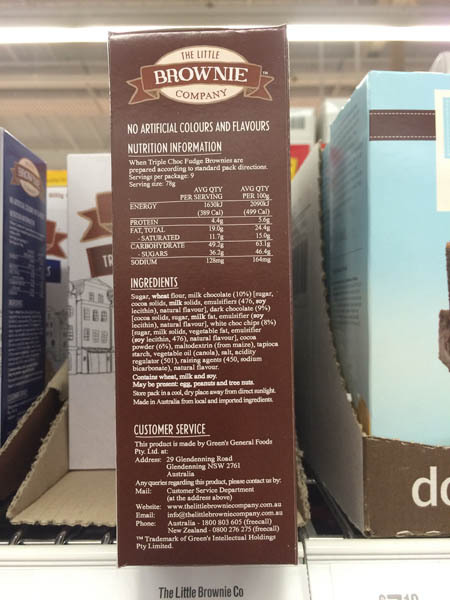 THE LITTLE
BROWNIE™
COMPANY
NO ARTIFICIAL COLOURS AND FLAVOURS
NUTRITION INFORMATION
When Triple Choc Fudge Brownies are
prepared according to standard pack directions.
Servings per package: 9
Serving size: 78g
AVG QTY AVG QTY
PER SERVING PER 100g
ENERGY 1630kJ 2090kJ
(389 Cal) (499 Cal)
PROTEIN 4.4g 5.6g
FAT, TOTAL 19.0g 24.4g
- SATURATED 11.7g 15.0g
CARBOHYDRATE 49.2g 63.1g
- SUGARS 36.2g 46.4g
SODIUM 128mg 164mg
INGREDIENTS
Sugar, wheat flour, milk chocolate (10%) [sugar,
cocoa solids, milk solids, emulsifiers (476, soy
lecithin), natural flavour], dark chocolate (9%)
[cocoa solids, sugar, milk fat, emulsifier (soy
lecithin), natural flavour], white choc chips (8%)
[sugar, milk solids, vegetable fat, emulsifier
(soy lecithin, 476), natural flavour], cocoa
powder (6%), maltodextrin (from maize), tapioca
starch, vegetable oil (canola), salt, acidity
regulator (501), raising agents (450, sodium
bicarbonate), natural flavour.
Contains wheat, milk and soy.
May be present: egg, peanuts and tree nuts.
Store pack in a cool, dry place away from direct sunlight.
Made in Australia from local and imported ingredients.
CUSTOMER SERVICE
This product is made by Green's General Foods
Pty. Ltd. at:
Address: 29 Glendenning Road
Glendenning NSW 2761
Australia
Any queries regarding this product, please contact us by:
Mail: Customer Service Department
(at the address above)
Website: www.thelittlebrowniecompany.com.au
Email: info@thelittlebrowniecompany.com.au
Phone: Australia - 1800 803 605 (freecall)
New Zealand - 0800 276 275 (freecall)
™ Trademark of Green's Intellectual Holdings
Pty Limited.
The Little Brownie Co